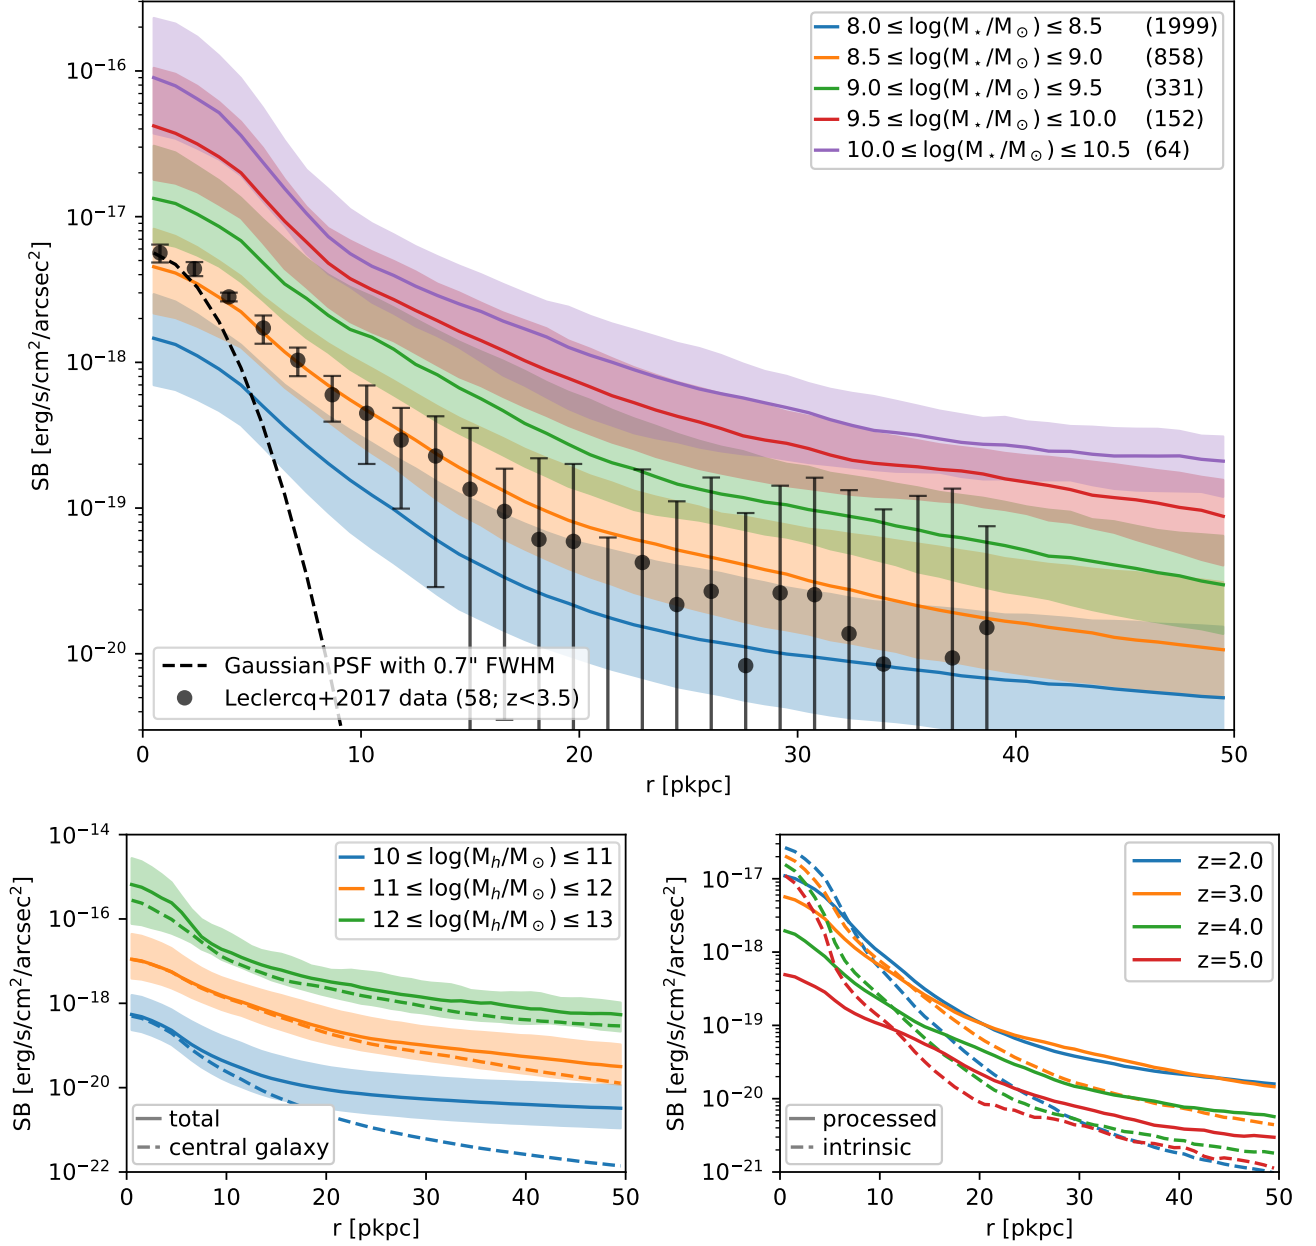 10⁻¹⁶
10⁻¹⁷
10⁻¹⁸
10⁻¹⁹
10⁻²⁰
SB [erg/s/cm²/arcsec²]
8.0 ≤ log(M⋆/M⊙) ≤ 8.5 (1999)
8.5 ≤ log(M⋆/M⊙) ≤ 9.0 (858)
9.0 ≤ log(M⋆/M⊙) ≤ 9.5 (331)
9.5 ≤ log(M⋆/M⊙) ≤ 10.0 (152)
10.0 ≤ log(M⋆/M⊙) ≤ 10.5 (64)
Gaussian PSF with 0.7" FWHM
Leclercq+2017 data (58; z<3.5)
0 10 20 30 40 50
r [pkpc]
10⁻¹⁴
10⁻¹⁶
10⁻¹⁸
10⁻²⁰
10⁻²²
SB [erg/s/cm²/arcsec²]
10 ≤ log(Mₕ/M⊙) ≤ 11
11 ≤ log(Mₕ/M⊙) ≤ 12
12 ≤ log(Mₕ/M⊙) ≤ 13
total
central galaxy
0 10 20 30 40 50
r [pkpc]
10⁻¹⁷
10⁻¹⁸
10⁻¹⁹
10⁻²⁰
10⁻²¹
SB [erg/s/cm²/arcsec²]
z=2.0
z=3.0
z=4.0
z=5.0
processed
intrinsic
0 10 20 30 40 50
r [pkpc]